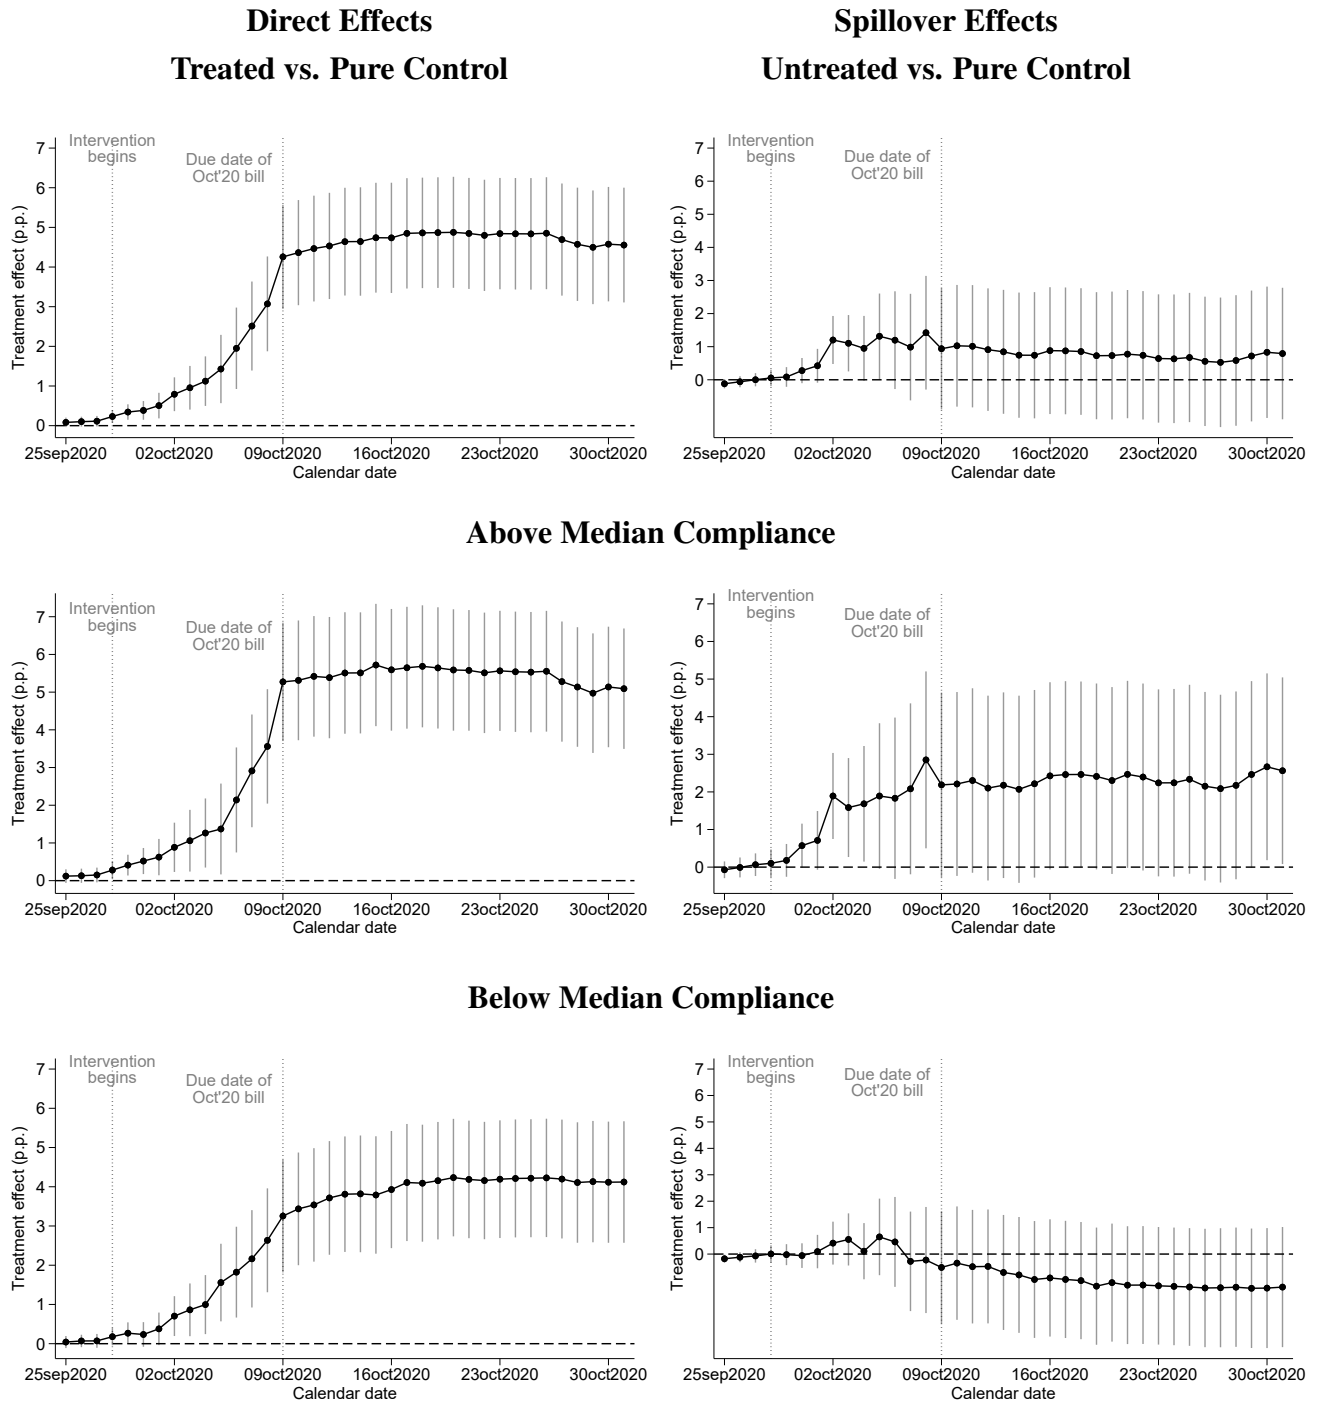 Direct Effects
Treated vs. Pure Control
Spillover Effects
Untreated vs. Pure Control
Intervention
begins
Due date of
Oct'20 bill
Treatment effect (p.p.)
7
6
5
4
3
2
1
0
25sep2020 02oct2020 09oct2020 16oct2020 23oct2020 30oct2020
Calendar date
Intervention
begins
Due date of
Oct'20 bill
Treatment effect (p.p.)
7
6
5
4
3
2
1
0
25sep2020 02oct2020 09oct2020 16oct2020 23oct2020 30oct2020
Calendar date
Above Median Compliance
Intervention
begins
Due date of
Oct'20 bill
Treatment effect (p.p.)
7
6
5
4
3
2
1
0
25sep2020 02oct2020 09oct2020 16oct2020 23oct2020 30oct2020
Calendar date
Intervention
begins
Due date of
Oct'20 bill
Treatment effect (p.p.)
7
6
5
4
3
2
1
0
25sep2020 02oct2020 09oct2020 16oct2020 23oct2020 30oct2020
Calendar date
Below Median Compliance
Intervention
begins
Due date of
Oct'20 bill
Treatment effect (p.p.)
7
6
5
4
3
2
1
0
25sep2020 02oct2020 09oct2020 16oct2020 23oct2020 30oct2020
Calendar date
Intervention
begins
Due date of
Oct'20 bill
Treatment effect (p.p.)
7
6
5
4
3
2
1
0
25sep2020 02oct2020 09oct2020 16oct2020 23oct2020 30oct2020
Calendar date